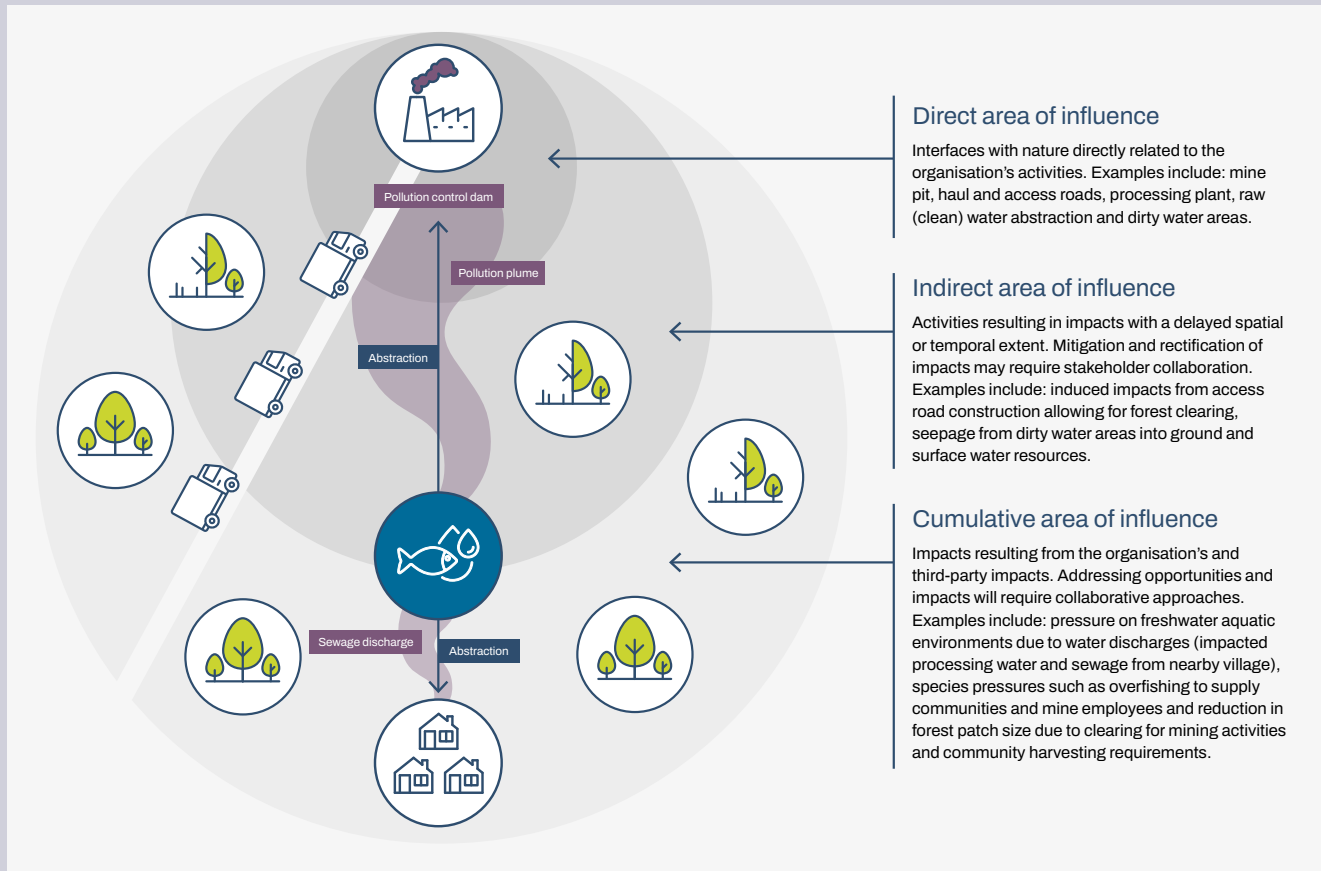 Pollution control dam
Pollution plume
Abstraction
Sewage discharge
Abstraction
Direct area of influence
Interfaces with nature directly related to the
organisation’s activities. Examples include: mine
pit, haul and access roads, processing plant, raw
(clean) water abstraction and dirty water areas.
Indirect area of influence
Activities resulting in impacts with a delayed spatial
or temporal extent. Mitigation and rectification of
impacts may require stakeholder collaboration.
Examples include: induced impacts from access
road construction allowing for forest clearing,
seepage from dirty water areas into ground and
surface water resources.
Cumulative area of influence
Impacts resulting from the organisation’s and
third-party impacts. Addressing opportunities and
impacts will require collaborative approaches.
Examples include: pressure on freshwater aquatic
environments due to water discharges (impacted
processing water and sewage from nearby village),
species pressures such as overfishing to supply
communities and mine employees and reduction in
forest patch size due to clearing for mining activities
and community harvesting requirements.